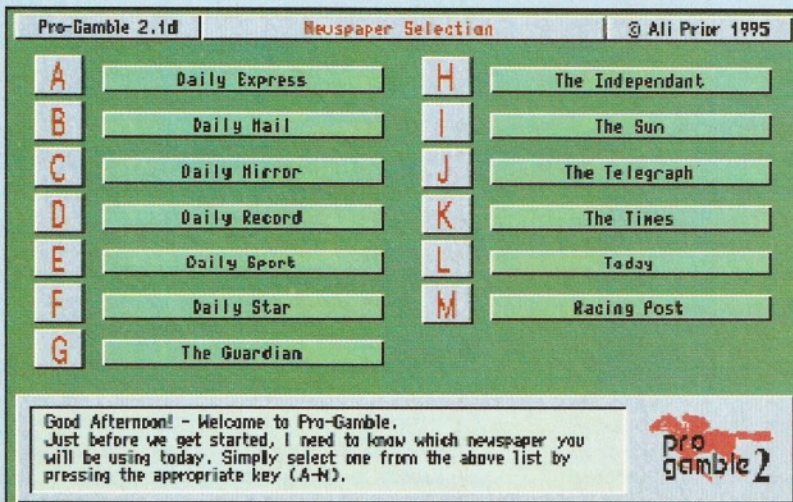 Pro-Gamble 2.1d
Newspaper Selection
© Ali Prior 1995
A Daily Express
B Daily Mail
C Daily Mirror
D Daily Record
E Daily Sport
F Daily Star
G The Guardian
H The Independant
I The Sun
J The Telegraph
K The Times
L Today
M Racing Post
Good Afternoon! - Welcome to Pro-Gamble.
Just before we get started, I need to know which newspaper you
will be using today. Simply select one from the above list by
pressing the appropriate key (A-M).
pro
gamble 2